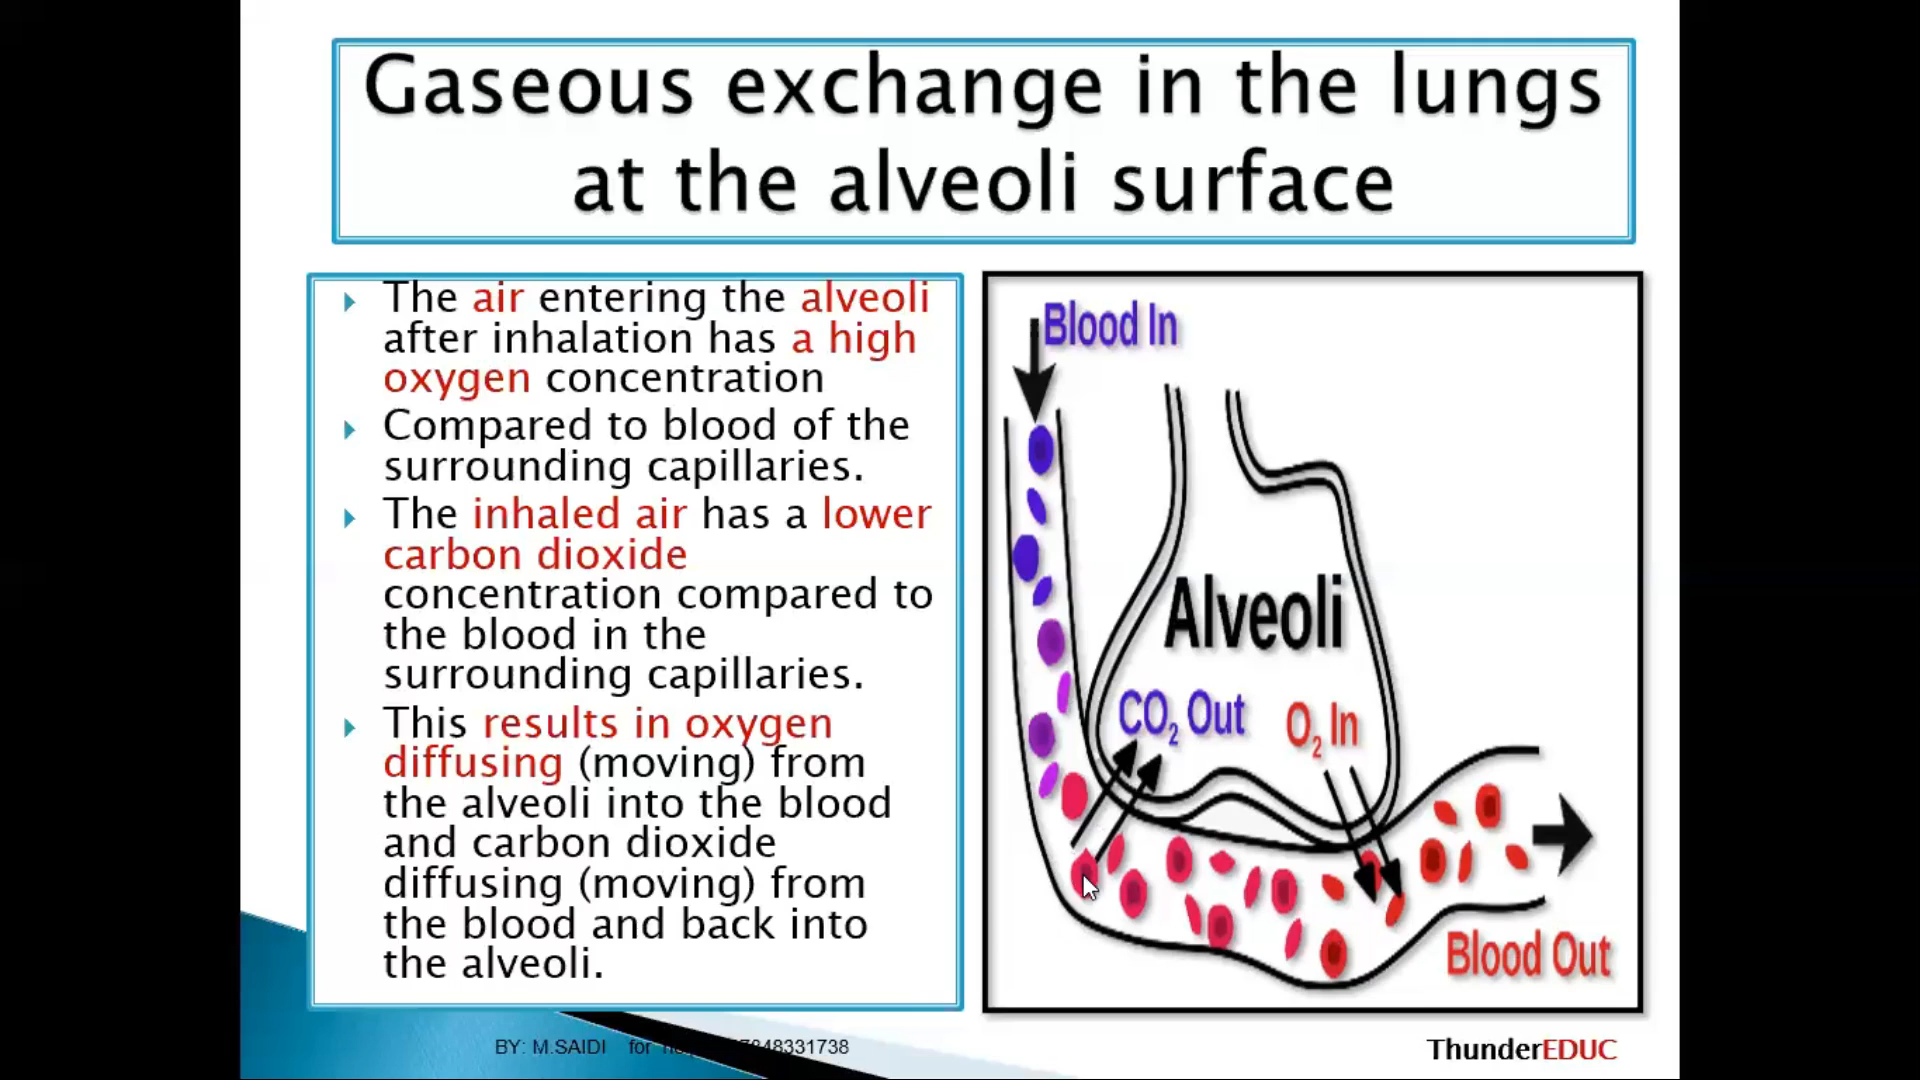 Gaseous exchange in the lungs
at the alveoli surface
The air entering the alveoli
after inhalation has a high
oxygen concentration
Compared to blood of the
surrounding capillaries.
The inhaled air has a lower
carbon dioxide
concentration compared to
the blood in the
surrounding capillaries.
This results in oxygen
diffusing (moving) from
the alveoli into the blood
and carbon dioxide
diffusing (moving) from
the blood and back into
the alveoli.
Blood In
Alveoli
CO₂ Out
O₂ In
Blood Out
BY: M.SAIDI for
ThunderEDUC